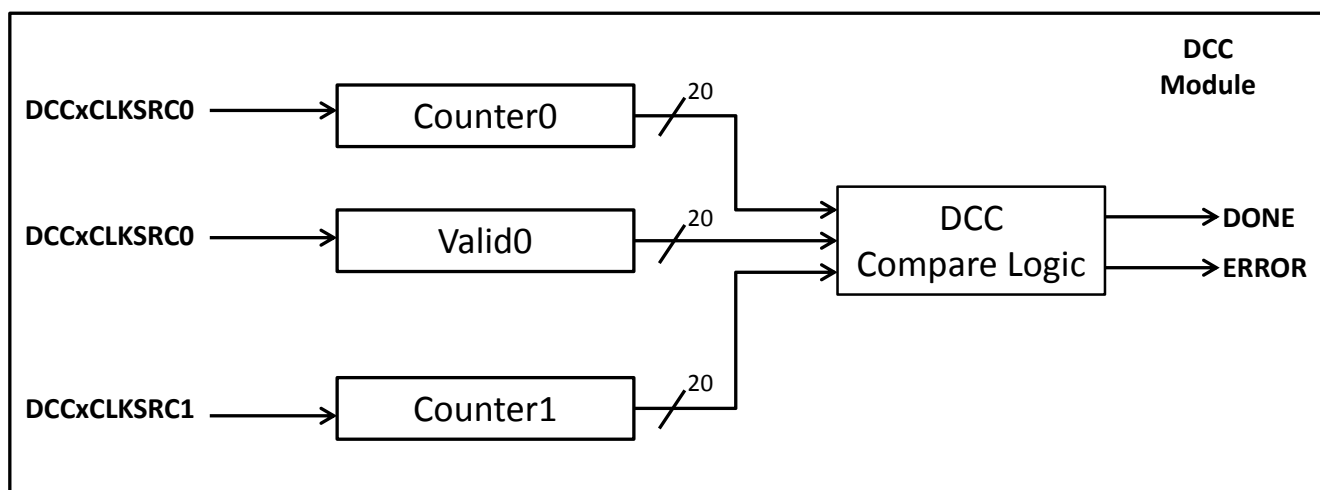 DCC
Module
DCCxCLKSRC0
Counter0
20
DCCxCLKSRC0
Valid0
20
DCC
Compare Logic
DONE
ERROR
DCCxCLKSRC1
Counter1
20